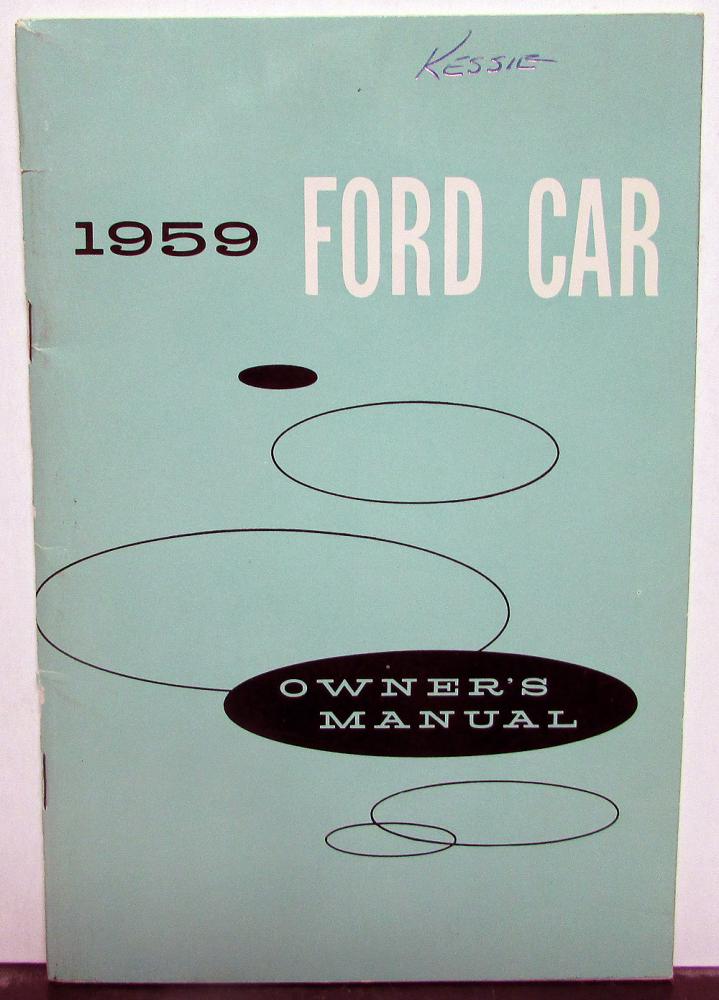 KESSIE
1959 FORD CAR
OWNER'S
MANUAL